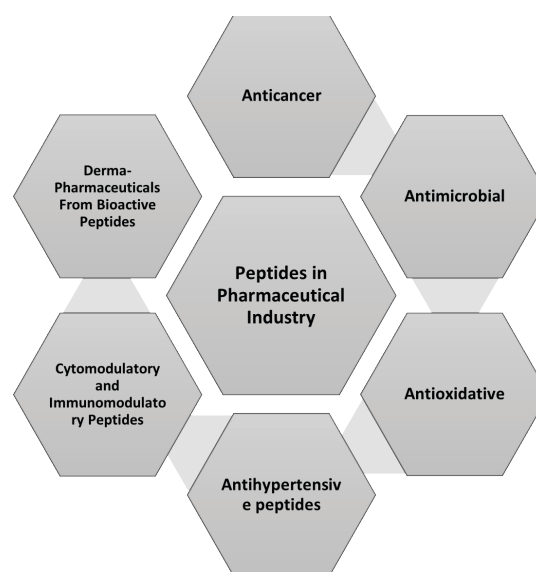 Anticancer
Derma-
Pharmaceuticals
From Bioactive
Peptides
Antimicrobial
Peptides in
Pharmaceutical
Industry
Cytomodulatory
and
Immunomodulato
ry Peptides
Antioxidative
Antihypertensiv
e peptides